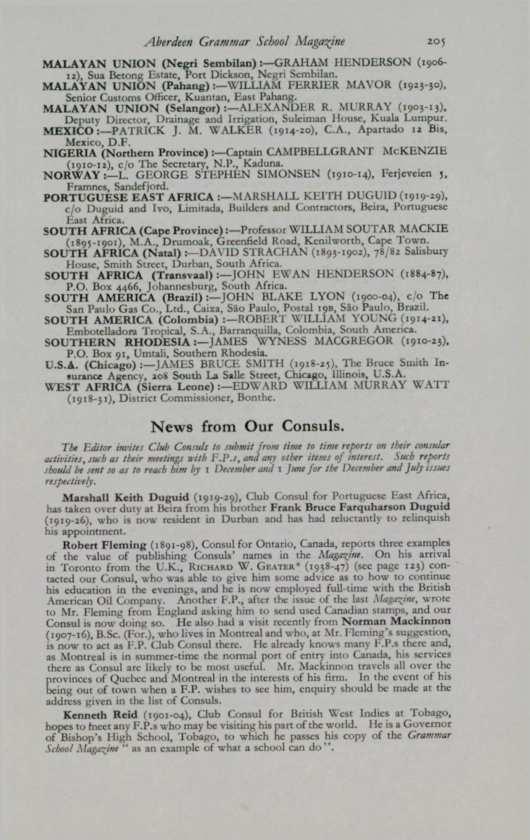 Aberdeen Grammar School Magazine 205
MALAYAN UNION (Negri Sembilan) :—GRAHAM HENDERSON (1906-
12), Sua Betong Estate, Port Dickson, Negri Sembilan.
MALAYAN UNION (Pahang) :—WILLIAM FERRIER MAVOR (1923-30),
Senior Customs Officer, Kuantan, East Pahang.
MALAYAN UNION (Selangor) :—ALEXANDER R. MURRAY (1903-13),
Deputy Director, Drainage and Irrigation, Suleiman House, Kuala Lumpur.
MEXICO :—PATRICK J. M. WALKER (1914-20), C.A., Apartado 12 Bis,
Mexico, D.F.
NIGERIA (Northern Province) :—Captain CAMPBELLGRANT McKENZIE
(1910-12), c/o The Secretary, N.P., Kaduna.
NORWAY :—L. GEORGE STEPHEN SIMONSEN (1910-14), Ferjeveien 5,
Framnes, Sandefjord.
PORTUGUESE EAST AFRICA :—MARSHALL KEITH DUGUID (1919-29),
c/o Duguid and Ivo, Limitada, Builders and Contractors, Beira, Portuguese
East Africa.
SOUTH AFRICA (Cape Province) :—Professor WILLIAM SOUTAR MACKIE
(1895-1901), M.A., Drumoak, Greenfield Road, Kenilworth, Cape Town.
SOUTH AFRICA (Natal) :—DAVID STRACHAN (1895-1902), 78/82 Salisbury
House, Smith Street, Durban, South Africa.
SOUTH AFRICA (Transvaal) :—JOHN EWAN HENDERSON (1884-87),
P.O. Box 4466, Johannesburg, South Africa.
SOUTH AMERICA (Brazil) :—JOHN BLAKE LYON (1900-04), c/o The
San Paulo Gas Co., Ltd., Caixa, São Paulo, Postal 19B, São Paulo, Brazil.
SOUTH AMERICA (Colombia) :—ROBERT WILLIAM YOUNG (1914-21),
Embotelladora Tropical, S.A., Barranquilla, Colombia, South America.
SOUTHERN RHODESIA :—JAMES WYNESS MACGREGOR (1910-23),
P.O. Box 91, Umtali, Southern Rhodesia.
U.S.A. (Chicago) :—JAMES BRUCE SMITH (1918-25), The Bruce Smith In-
surance Agency, 208 South La Salle Street, Chicago, Illinois, U.S.A.
WEST AFRICA (Sierra Leone) :—EDWARD WILLIAM MURRAY WATT
(1918-31), District Commissioner, Bonthe.
News from Our Consuls.
The Editor invites Club Consuls to submit from time to time reports on their consular
activities, such as their meetings with F.P.s, and any other items of interest. Such reports
should be sent so as to reach him by 1 December and 1 June for the December and July issues
respectively.
Marshall Keith Duguid (1919-29), Club Consul for Portuguese East Africa,
has taken over duty at Beira from his brother Frank Bruce Farquharson Duguid
(1919-26), who is now resident in Durban and has had reluctantly to relinquish
his appointment.
Robert Fleming (1891-98), Consul for Ontario, Canada, reports three examples
of the value of publishing Consuls' names in the Magazine. On his arrival
in Toronto from the U.K., RICHARD W. GEATER* (1938-47) (see page 123) con-
tacted our Consul, who was able to give him some advice as to how to continue
his education in the evenings, and he is now employed full-time with the British
American Oil Company. Another F.P., after the issue of the last Magazine, wrote
to Mr. Fleming from England asking him to send used Canadian stamps, and our
Consul is now doing so. He also had a visit recently from Norman Mackinnon
(1907-16), B.Sc. (For.), who lives in Montreal and who, at Mr. Fleming's suggestion,
is now to act as F.P. Club Consul there. He already knows many F.P.s there and,
as Montreal is in summer-time the normal port of entry into Canada, his services
there as Consul are likely to be most useful. Mr. Mackinnon travels all over the
provinces of Quebec and Montreal in the interests of his firm. In the event of his
being out of town when a F.P. wishes to see him, enquiry should be made at the
address given in the list of Consuls.
Kenneth Reid (1901-04), Club Consul for British West Indies at Tobago,
hopes to meet any F.P.s who may be visiting his part of the world. He is a Governor
of Bishop's High School, Tobago, to which he passes his copy of the Grammar
School Magazine " as an example of what a school can do ".